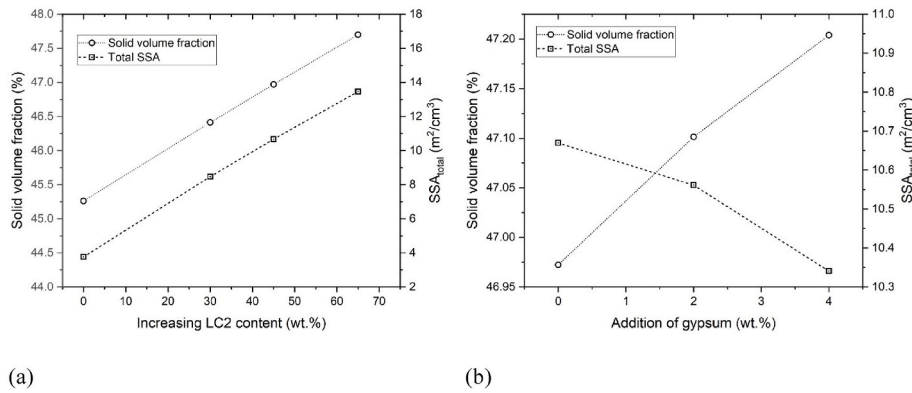 48.0
47.5
47.0
46.5
46.0
45.5
45.0
44.5
44.0
Solid volume fraction (%)
Solid volume fraction
Total SSA
18
16
14
12
10
8
6
4
2
SSAtotal (m²/cm³)
0 10 20 30 40 50 60 70
Increasing LC2 content (wt.%)
(a)
47.20
47.15
47.10
47.05
47.00
46.95
Solid volume fraction (%)
Solid volume fraction
Total SSA
11.0
10.9
10.8
10.7
10.6
10.5
10.4
10.3
SSAtotal (m²/cm³)
0 1 2 3 4
Addition of gypsum (wt.%)
(b)